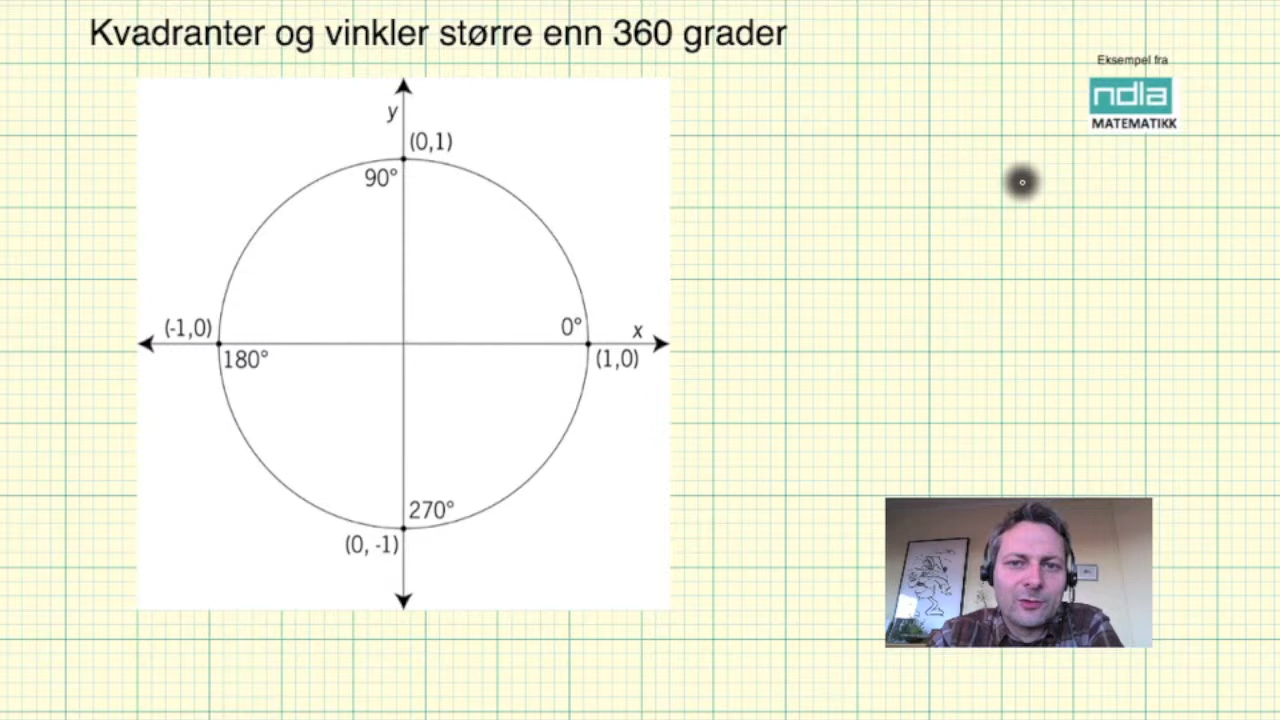 Kvadranter og vinkler større enn 360 grader
Eksempel fra
ndla
MATEMATIKK
y
(0,1)
90°
(-1,0)
0°
x
180°
(1,0)
270°
(0, -1)